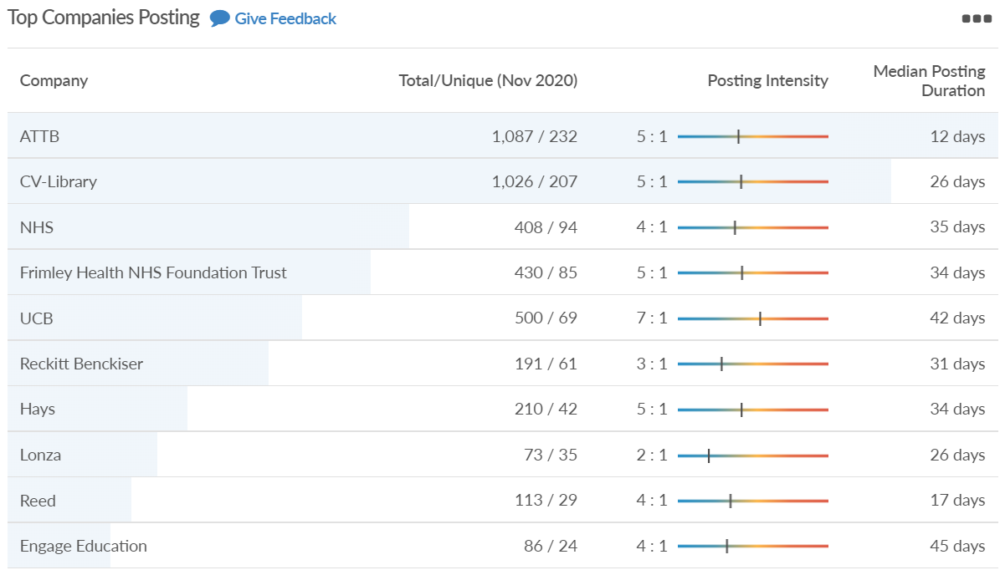 Top Companies Posting Give Feedback
Company Total/Unique (Nov 2020) Posting Intensity Median Posting Duration
ATTB 1,087 / 232 5 : 1 12 days
CV-Library 1,026 / 207 5 : 1 26 days
NHS 408 / 94 4 : 1 35 days
Frimley Health NHS Foundation Trust 430 / 85 5 : 1 34 days
UCB 500 / 69 7 : 1 42 days
Reckitt Benckiser 191 / 61 3 : 1 31 days
Hays 210 / 42 5 : 1 34 days
Lonza 73 / 35 2 : 1 26 days
Reed 113 / 29 4 : 1 17 days
Engage Education 86 / 24 4 : 1 45 days